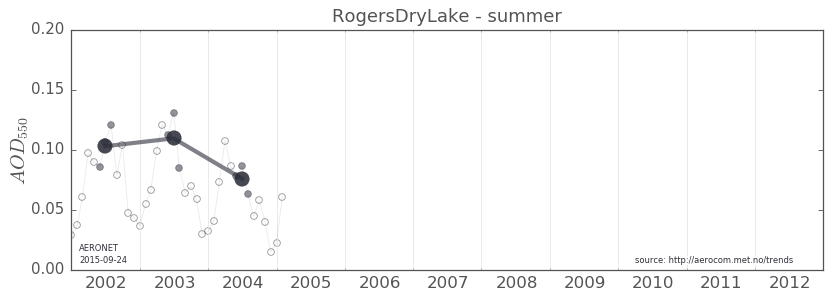 RogersDryLake - summer
0.20
0.15
0.10
0.05
0.00
AOD550
AERONET
2015-09-24
source: http://aerocom.met.no/trends
2002 2003 2004 2005 2006 2007 2008 2009 2010 2011 2012